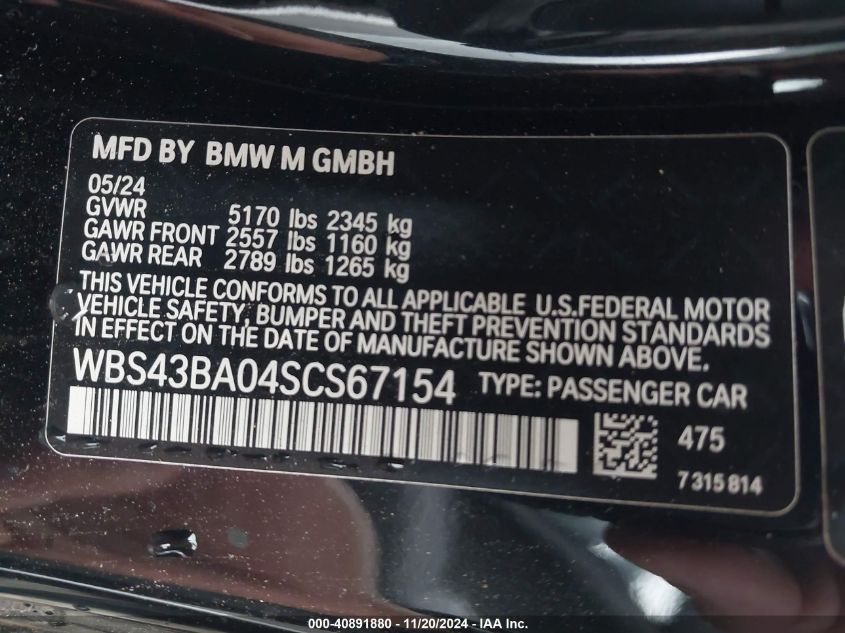 MFD BY BMW M GMBH
05/24
GVWR 5170 lbs 2345 kg
GAWR FRONT 2557 lbs 1160 kg
GAWR REAR 2789 lbs 1265 kg
THIS VEHICLE CONFORMS TO ALL APPLICABLE U.S.FEDERAL MOTOR
VEHICLE SAFETY, BUMPER AND THEFT PREVENTION STANDARDS
IN EFFECT ON THE DATE OF MANUFACTURE SHOWN ABOVE.
WBS43BA04SCS67154 TYPE: PASSENGER CAR
475
7315814
000-40891880 - 11/20/2024 - IAA Inc.